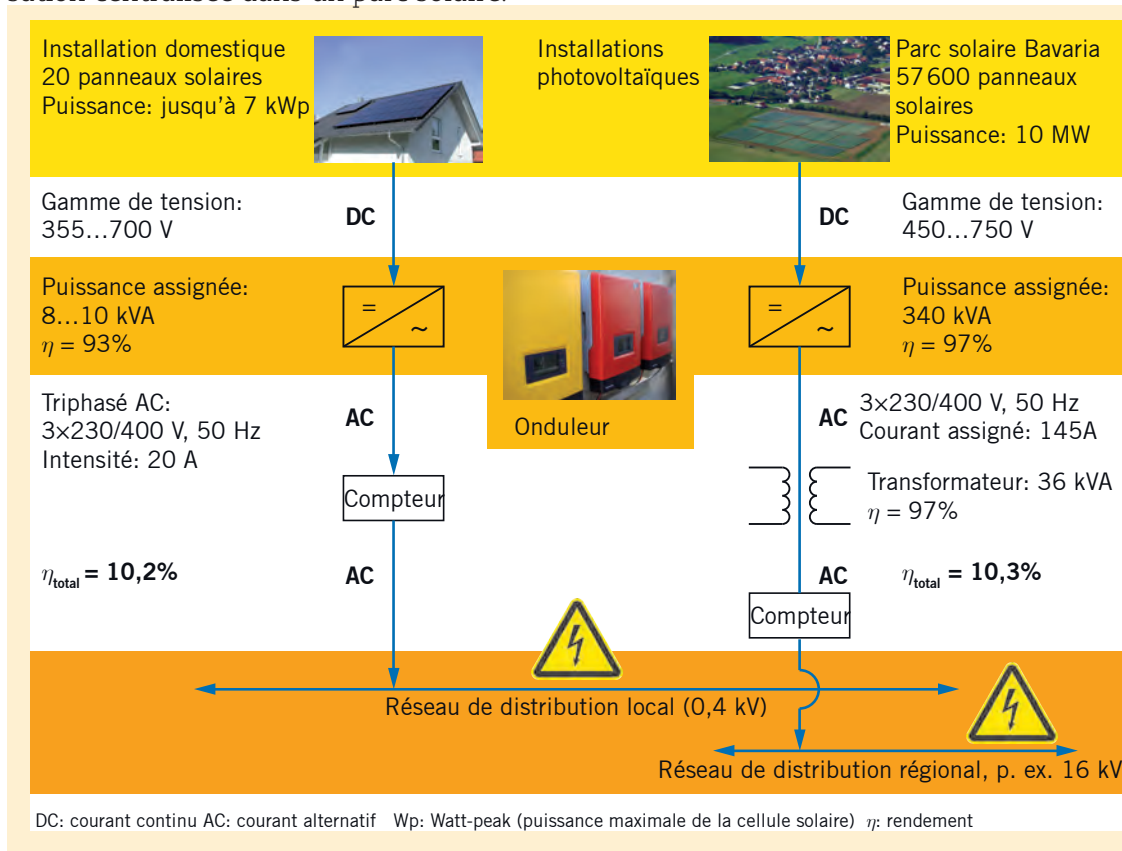 Installation domestique
20 panneaux solaires
Puissance: jusqu'à 7 kWp
Installations
photovoltaïques
Parc solaire Bavaria
57 600 panneaux
solaires
Puissance: 10 MW
Gamme de tension:
355...700 V
DC
DC
Gamme de tension:
450...750 V
Puissance assignée:
8...10 kVA
η = 93%
=
~
Onduleur
=
~
Puissance assignée:
340 kVA
η = 97%
Triphasé AC:
3×230/400 V, 50 Hz
Intensité: 20 A
AC
Compteur
AC
3×230/400 V, 50 Hz
Courant assigné: 145A
Transformateur: 36 kVA
η = 97%
ηtotal = 10,2%
AC
AC
ηtotal = 10,3%
Compteur
Réseau de distribution local (0,4 kV)
Réseau de distribution régional, p. ex. 16 kV
DC: courant continu AC: courant alternatif Wp: Watt-peak (puissance maximale de la cellule solaire) η: rendement